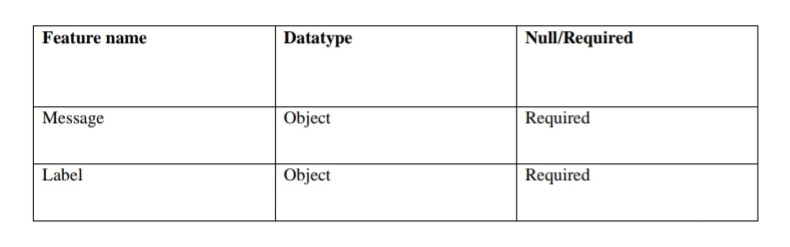 Feature name Datatype Null/Required
Message Object Required
Label Object Required